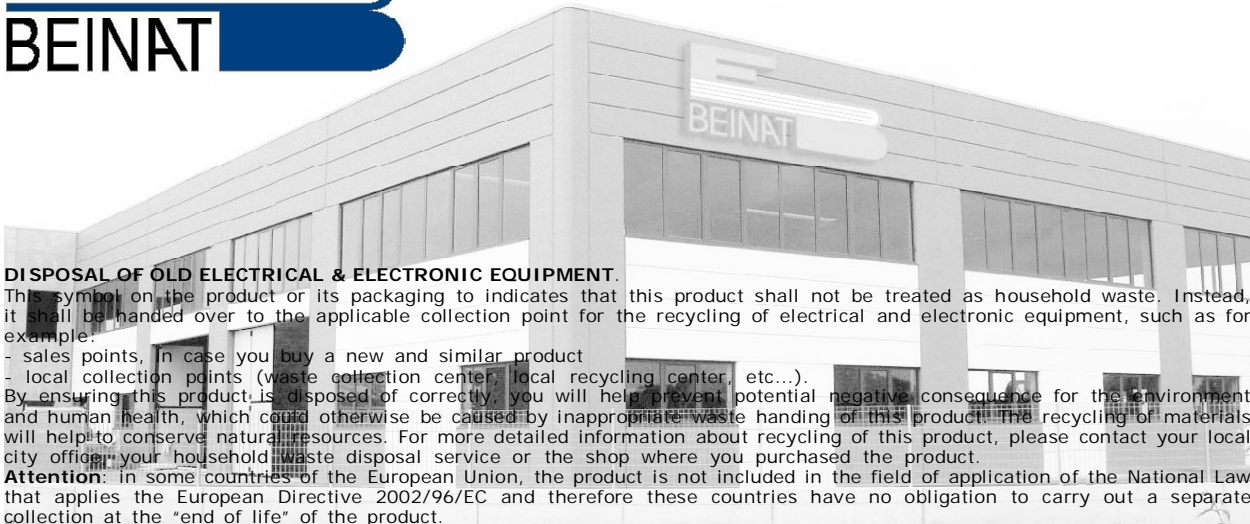 BEINAT
BEINAT
DISPOSAL OF OLD ELECTRICAL & ELECTRONIC EQUIPMENT.
This symbol on the product or its packaging to indicates that this product shall not be treated as household waste. Instead,
it shall be handed over to the applicable collection point for the recycling of electrical and electronic equipment, such as for
example:
- sales points, in case you buy a new and similar product
- local collection points (waste collection center, local recycling center, etc...).
By ensuring this product is disposed of correctly, you will help prevent potential negative consequence for the environment
and human health, which could otherwise be caused by inappropriate waste handing of this product. The recycling of materials
will help to conserve natural resources. For more detailed information about recycling of this product, please contact your local
city office, your household waste disposal service or the shop where you purchased the product.
Attention: in some countries of the European Union, the product is not included in the field of application of the National Law
that applies the European Directive 2002/96/EC and therefore these countries have no obligation to carry out a separate
collection at the “end of life” of the product.